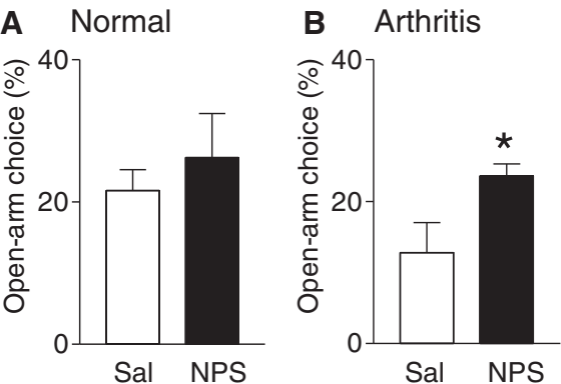 A Normal
Open-arm choice (%)
40
20
0
Sal NPS
B Arthritis
Open-arm choice (%)
40
20
0
*
Sal NPS